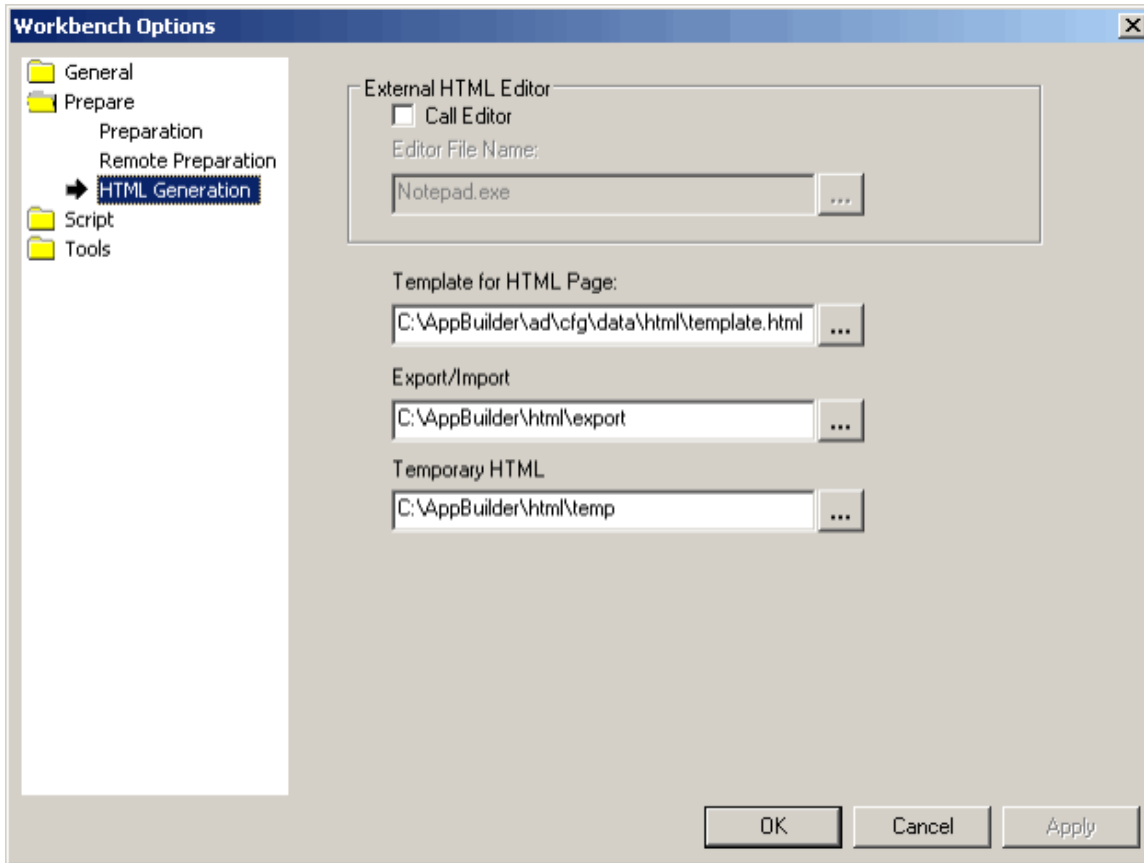 Workbench Options
General
Prepare
Preparation
Remote Preparation
HTML Generation
Script
Tools
External HTML Editor
Call Editor
Editor File Name:
Notepad.exe
...
Template for HTML Page:
C:\AppBuilder\ad\cfg\data\html\template.html
...
Export/Import
C:\AppBuilder\html\export
...
Temporary HTML
C:\AppBuilder\html\temp
...
OK Cancel Apply